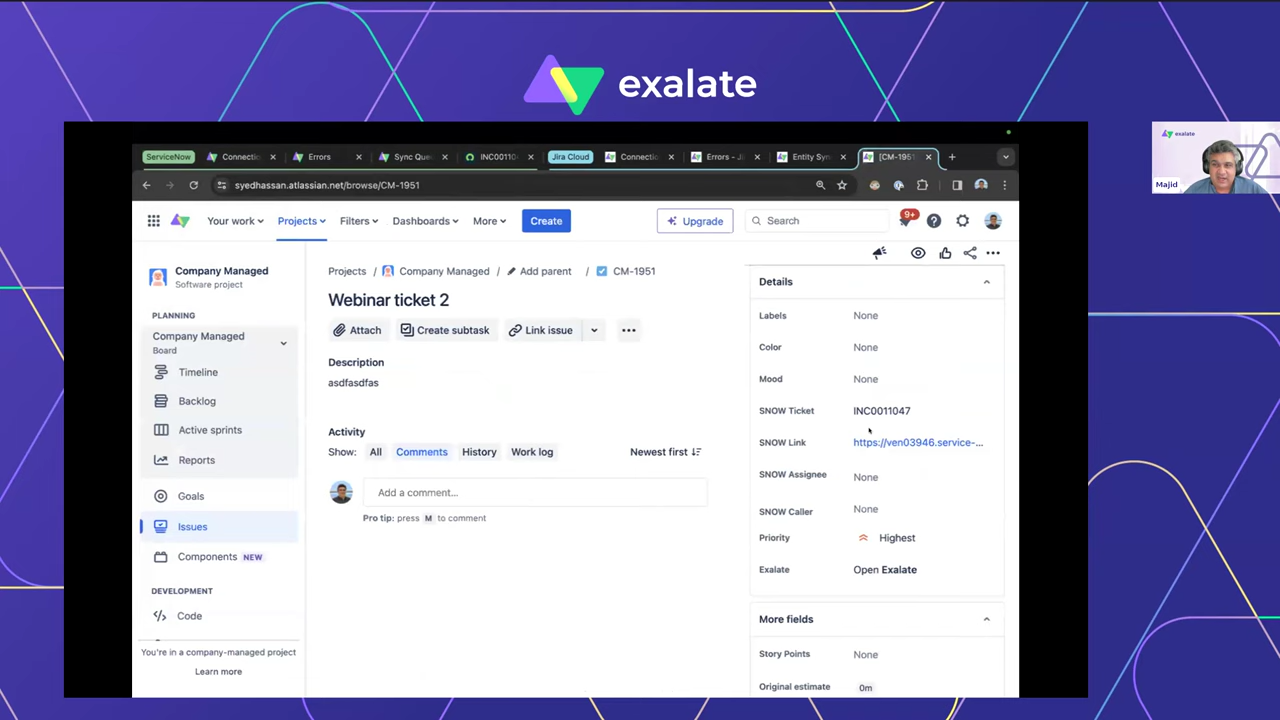 exalate
exalate
Majid
ServiceNow
Connectio
Errors
Sync Que
INC00110
Jira Cloud
Connectio
Errors - Ji
Entity Syn
[CM-1951
syedhassan.atlassian.net/browse/CM-1951
Your work
Projects
Filters
Dashboards
More
Create
Upgrade
Search
9+
Company Managed
Software project
PLANNING
Company Managed
Board
Timeline
Backlog
Active sprints
Reports
Goals
Issues
Components NEW
DEVELOPMENT
Code
You're in a company-managed project
Learn more
Projects / Company Managed / Add parent / CM-1951
Webinar ticket 2
Attach
Create subtask
Link issue
Description
asdfasdfas
Activity
Show: All Comments History Work log Newest first
Add a comment...
Pro tip: press M to comment
Details
Labels None
Color None
Mood None
SNOW Ticket INC0011047
SNOW Link https://ven03946.service-...
SNOW Assignee None
SNOW Caller None
Priority Highest
Exalate Open Exalate
More fields
Story Points None
Original estimate 0m